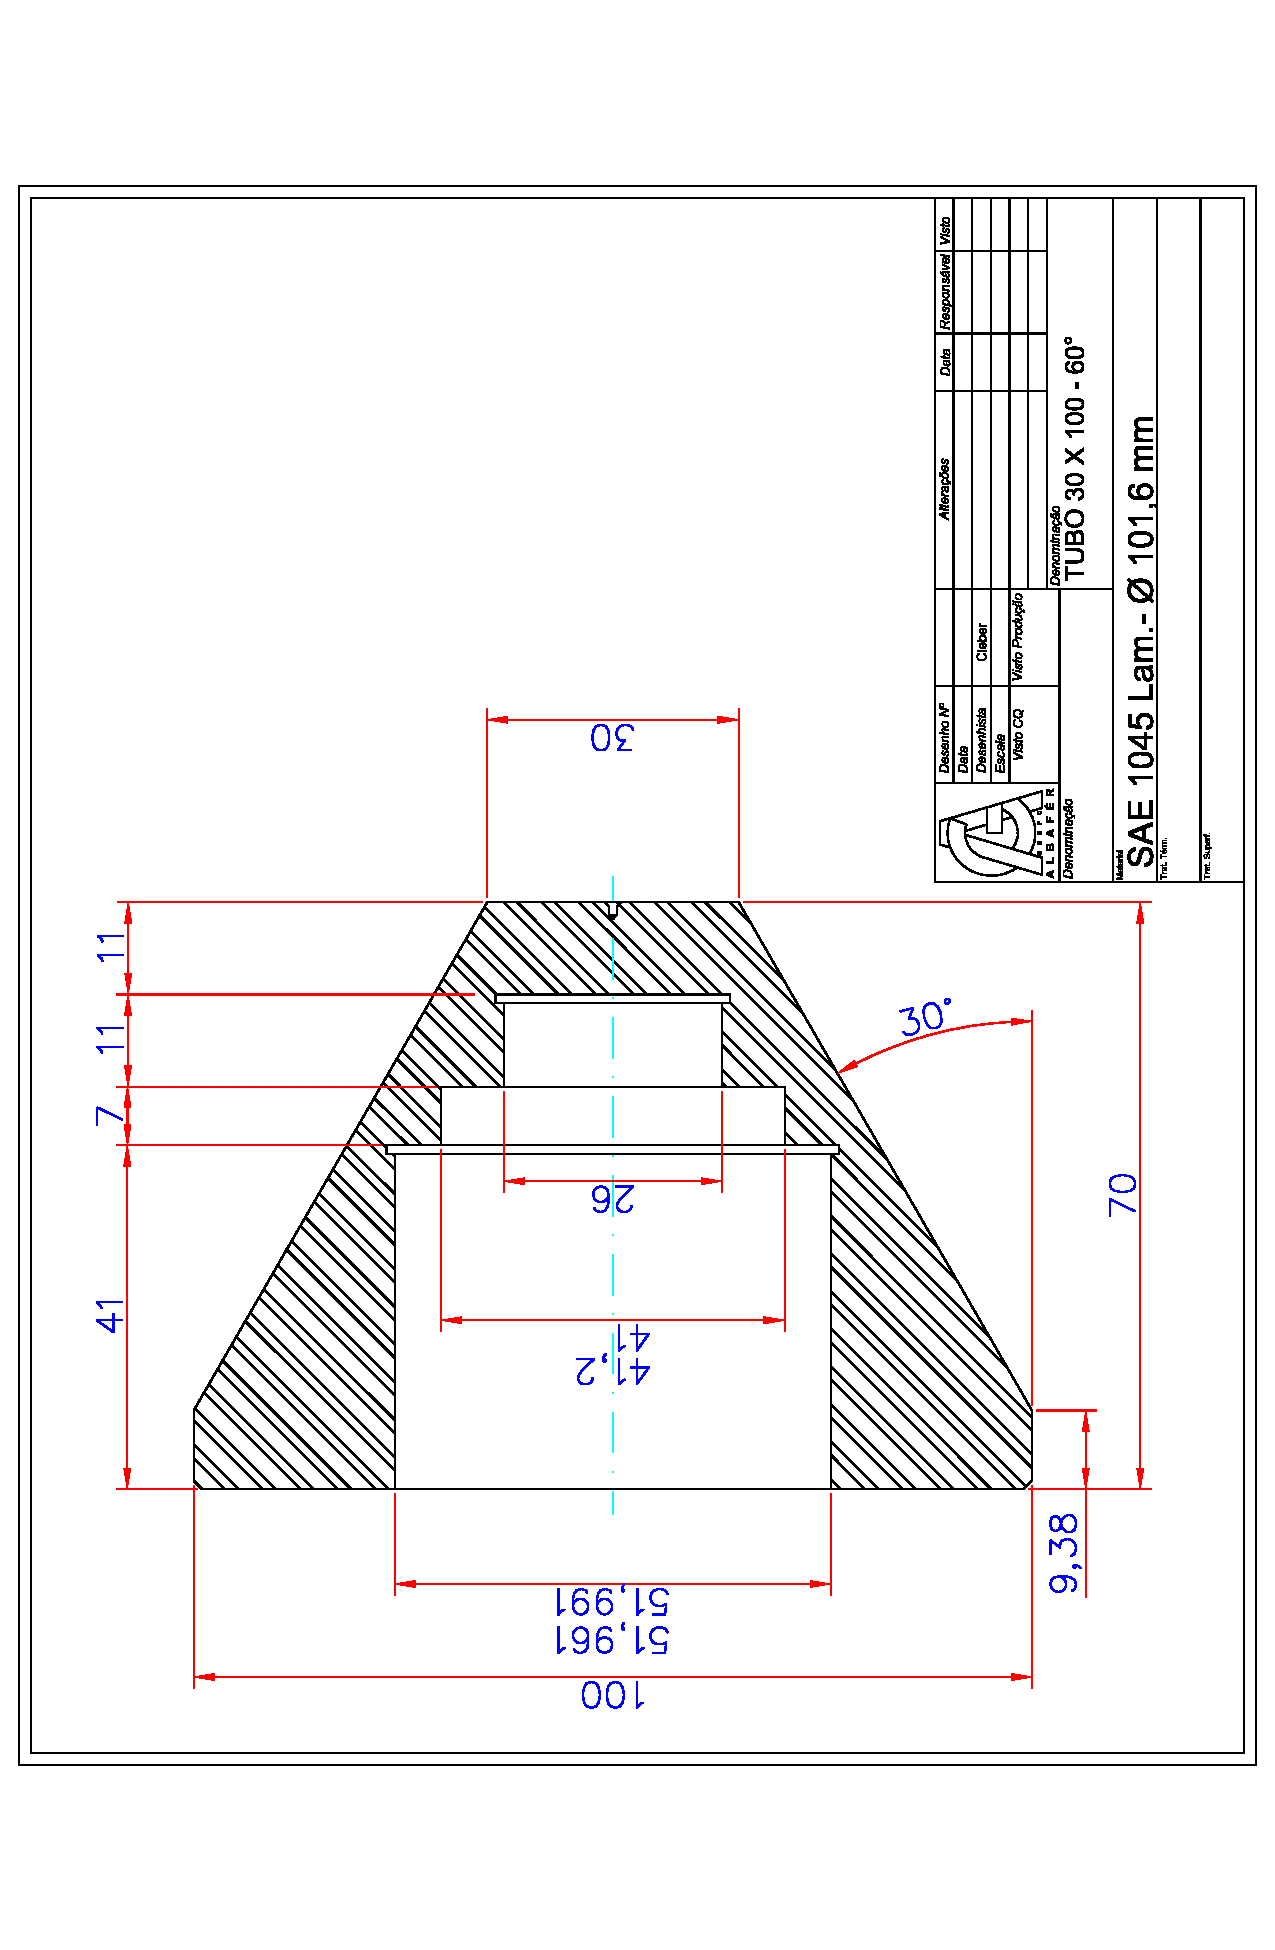 30
11
11
7
41
26
41
41,2
30°
70
9,38
51,991
51,961
100
Desenho Nº
Data
Desenhista
Cleber
Escala
Visto CQ
Visto Produção
Alterações
Data
Responsável
Visto
ALBAFÉR
Denominação
Denominação
TUBO 30 X 100 - 60°
Material
SAE 1045 Lam.- Ø 101,6 mm
Trat. Térm.
Trat. Superf.